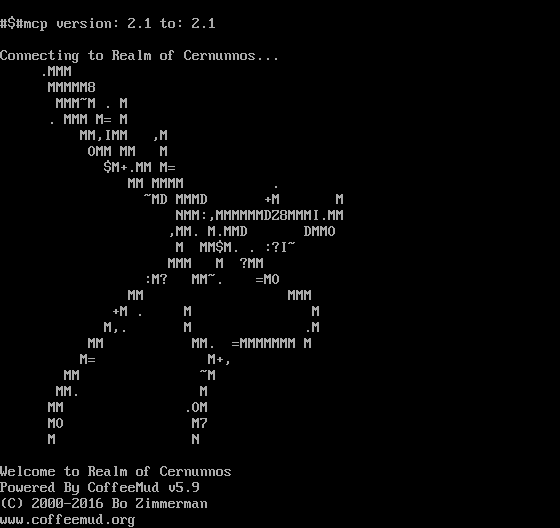 #$#mcp version: 2.1 to: 2.1
Connecting to Realm of Cernunnos...
.MMM
MMMMM8
MMM~M . M
. MMM M= M
MM,IMM ,M
OMM MM M
$M+.MM M=
MM MMMM .
~MD MMMD +M M
NMM:,MMMMMMDZ8MMMI.MM
,MM. M.MMD DMMO
M MM$M. . :?I~
MMM M ?MM
:M? MM~. =MO
MM MMM
+M . M M
M,. M .M
MM MM. =MMMMMMM M
M= M+,
MM ~M
MM. M
MM .OM
MO M7
M N
Welcome to Realm of Cernunnos
Powered By CoffeeMud v5.9
(C) 2000-2016 Bo Zimmerman
www.coffeemud.org